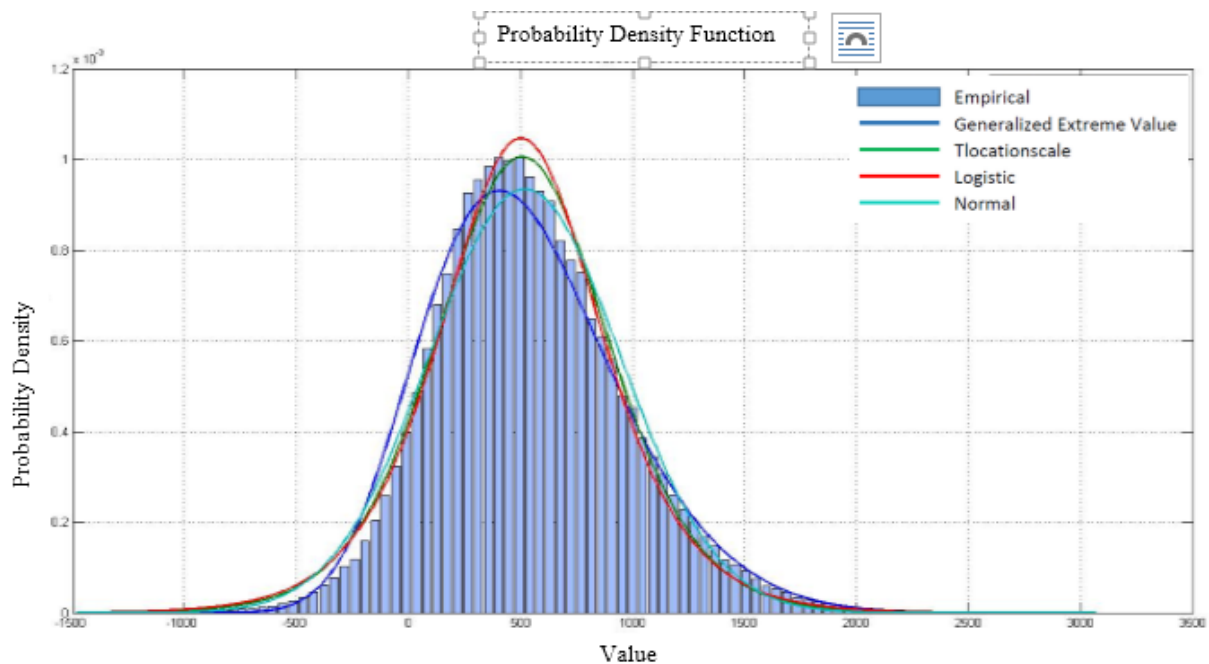 Probability Density Function
1.2 × 10⁻³
Empirical
Generalized Extreme Value
Tlocationscale
Logistic
Normal
1
0.8
0.6
0.4
0.2
0
Probability Density
-1500 -1000 -500 0 500 1000 1500 2000 2500 3000 3500
Value